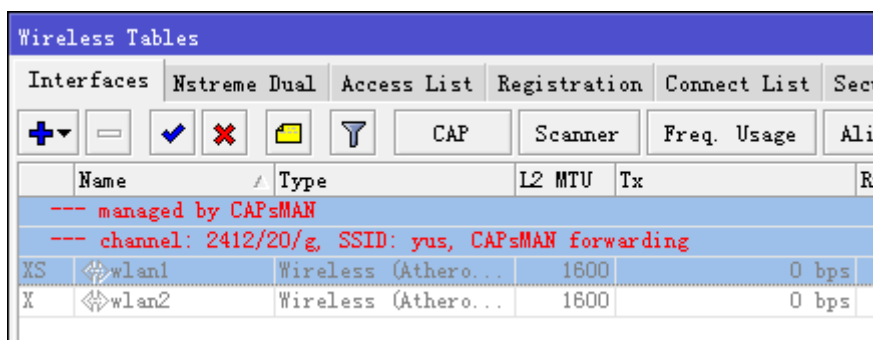 Wireless Tables
Interfaces Nstreme Dual Access List Registration Connect List Sec
CAP Scanner Freq. Usage Ali
Name Type L2 MTU Tx R
--- managed by CAPsMAN
--- channel: 2412/20/g, SSID: yus, CAPsMAN forwarding
XS wlan1 Wireless (Athero... 1600 0 bps
X wlan2 Wireless (Athero... 1600 0 bps